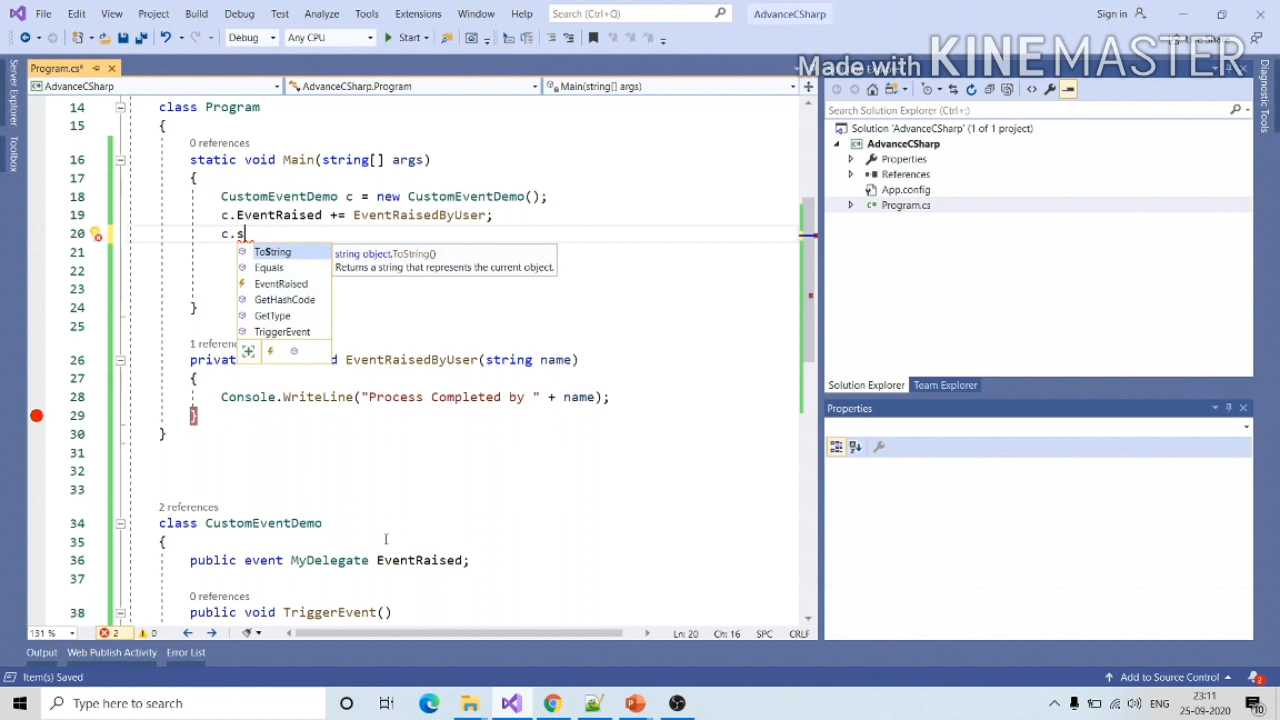 File Edit View Project Build Debug Test Analyze Tools Extensions Window Help Search (Ctrl+Q) AdvanceCSharp Sign in
Debug Any CPU Start
Made with KINEMASTER
Program.cs*
AdvanceCSharp AdvanceCSharp.Program Main(string[] args)
Server Explorer
Toolbox
14 class Program
15 {
0 references
16 static void Main(string[] args)
17 {
18 CustomEventDemo c = new CustomEventDemo();
19 c.EventRaised += EventRaisedByUser;
20 c.s
21
22
23
24 }
25
ToString
Equals
EventRaised
GetHashCode
GetType
TriggerEvent
string object.ToString()
Returns a string that represents the current object.
1 referenc
26 privat d EventRaisedByUser(string name)
27 {
28 Console.WriteLine("Process Completed by " + name);
29 }
30 }
31
32
33
2 references
34 class CustomEventDemo
35 {
36 public event MyDelegate EventRaised;
37
0 references
38 public void TriggerEvent()
131 % 2 0 Ln: 20 Ch: 16 SPC CRLF
Output Web Publish Activity Error List
Search Solution Explorer (Ctrl+;)
Solution 'AdvanceCSharp' (1 of 1 project)
AdvanceCSharp
Properties
References
App.config
Program.cs
Solution Explorer Team Explorer
Properties
Diagnostic Tools
Item(s) Saved Add to Source Control 2
Type here to search ENG 23:11
25-09-2020 10